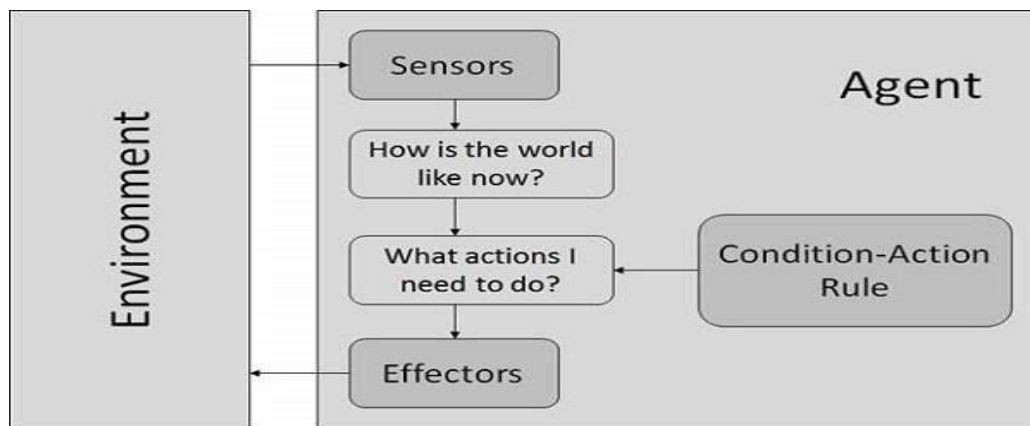 Environment
Sensors
Agent
How is the world
like now?
What actions I
need to do?
Condition-Action
Rule
Effectors